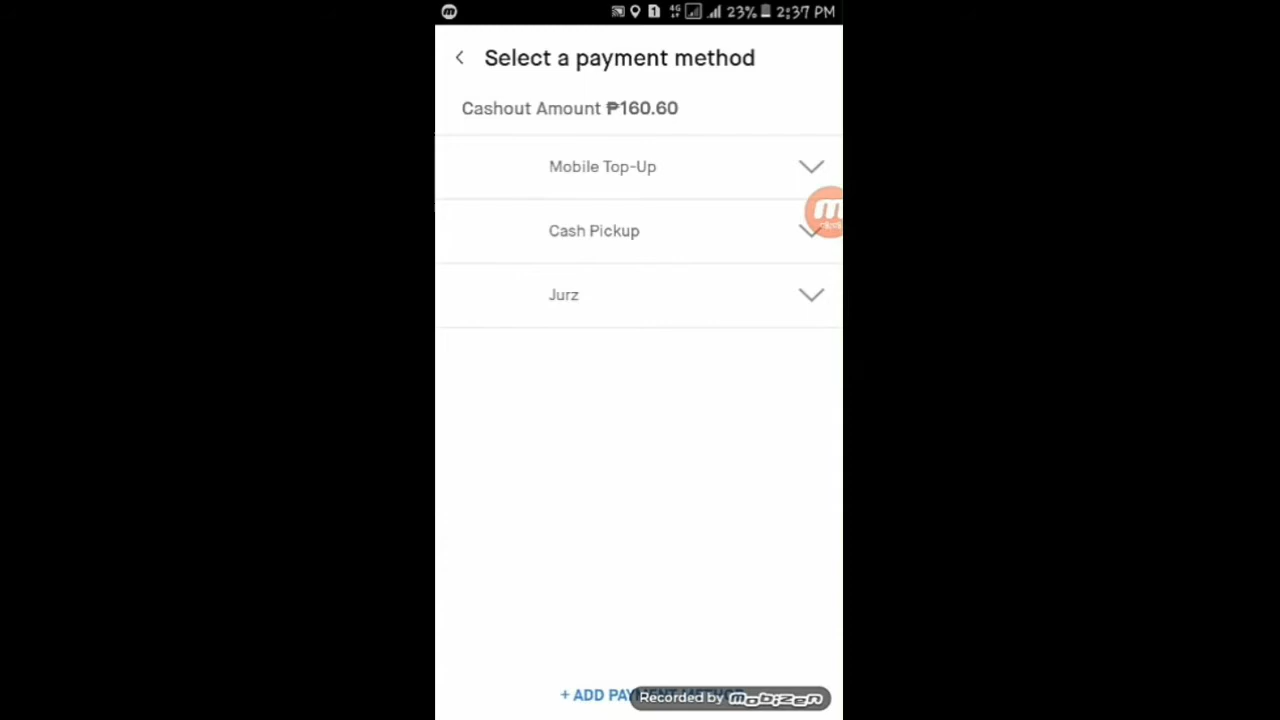 23% 2:37 PM
Select a payment method
Cashout Amount ₱160.60
Mobile Top-Up
Cash Pickup
Jurz
+ ADD
Recorded by mobizen